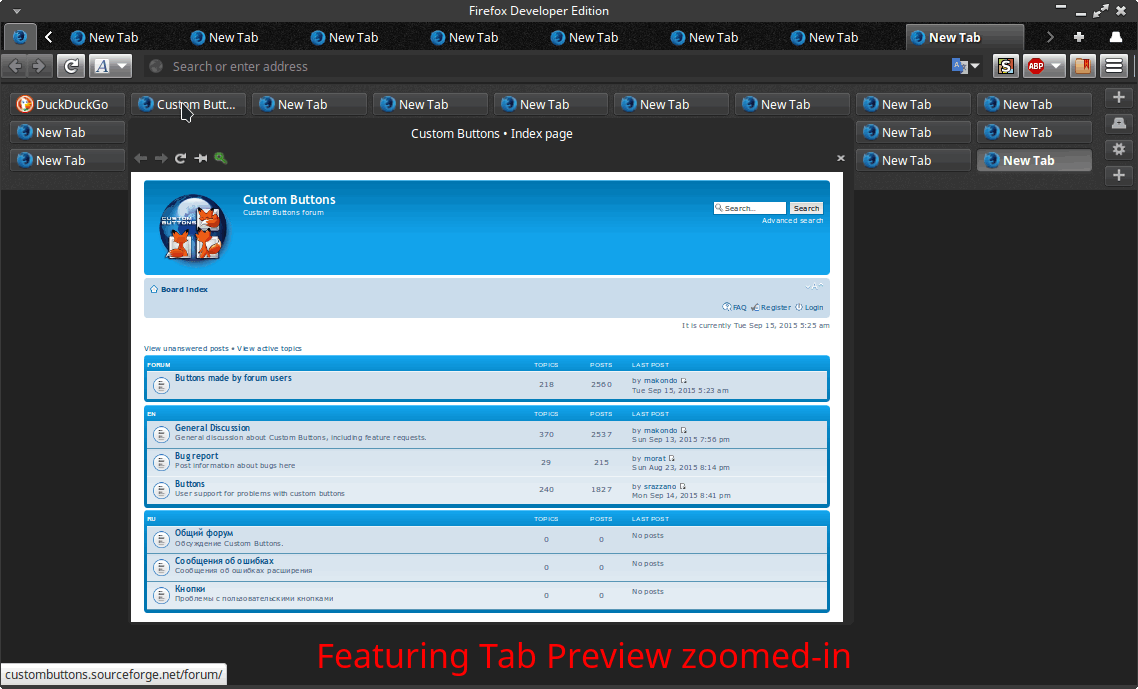 Firefox Developer Edition
New Tab New Tab New Tab New Tab New Tab New Tab New Tab New Tab
A Search or enter address S ABP
DuckDuckGo Custom Butt... New Tab New Tab New Tab New Tab New Tab New Tab New Tab
New Tab New Tab New Tab
New Tab New Tab New Tab
Custom Buttons • Index page
CUSTOM BUTTONS
Custom Buttons
Custom Buttons forum
Search... Search
Advanced search
Board Index
FAQ Register Login
It is currently Tue Sep 15, 2015 5:25 am
View unanswered posts • View active topics
FORUM TOPICS POSTS LAST POST
Buttons made by forum users 218 2560 by makondo
Tue Sep 15, 2015 5:23 am
EN TOPICS POSTS LAST POST
General Discussion 370 2537 by makondo
General discussion about Custom Buttons, including feature requests. Sun Sep 13, 2015 7:56 pm
Bug report 29 215 by morat
Post information about bugs here Sun Aug 23, 2015 8:14 pm
Buttons 240 1827 by srazzano
User support for problems with custom buttons Mon Sep 14, 2015 8:41 pm
RU TOPICS POSTS LAST POST
Общий форум 0 0 No posts
Обсуждение Custom Buttons.
Сообщения об ошибках 0 0 No posts
Сообщения об ошибках расширения
Кнопки 0 0 No posts
Проблемы с пользовательскими кнопками
Featuring Tab Preview zoomed-in
custombuttons.sourceforge.net/forum/